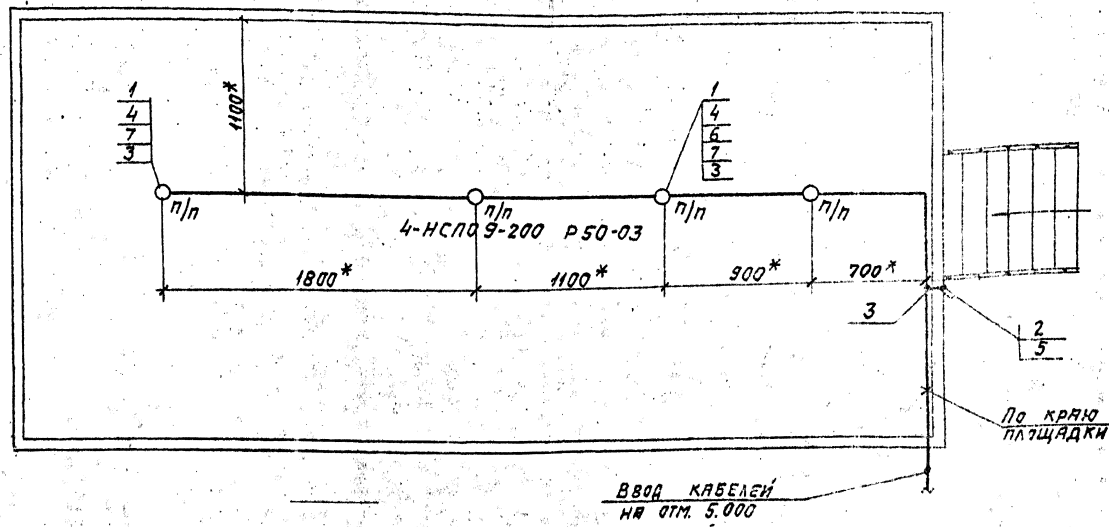 1100*
1
4
7
3
1
4
6
7
3
п/п
п/п
п/п
п/п
4-НСПО 9-200 Р50-03
1800*
1100*
900*
700*
3
2
5
По краю
площадки
Ввод кабелей
на отм. 5.000